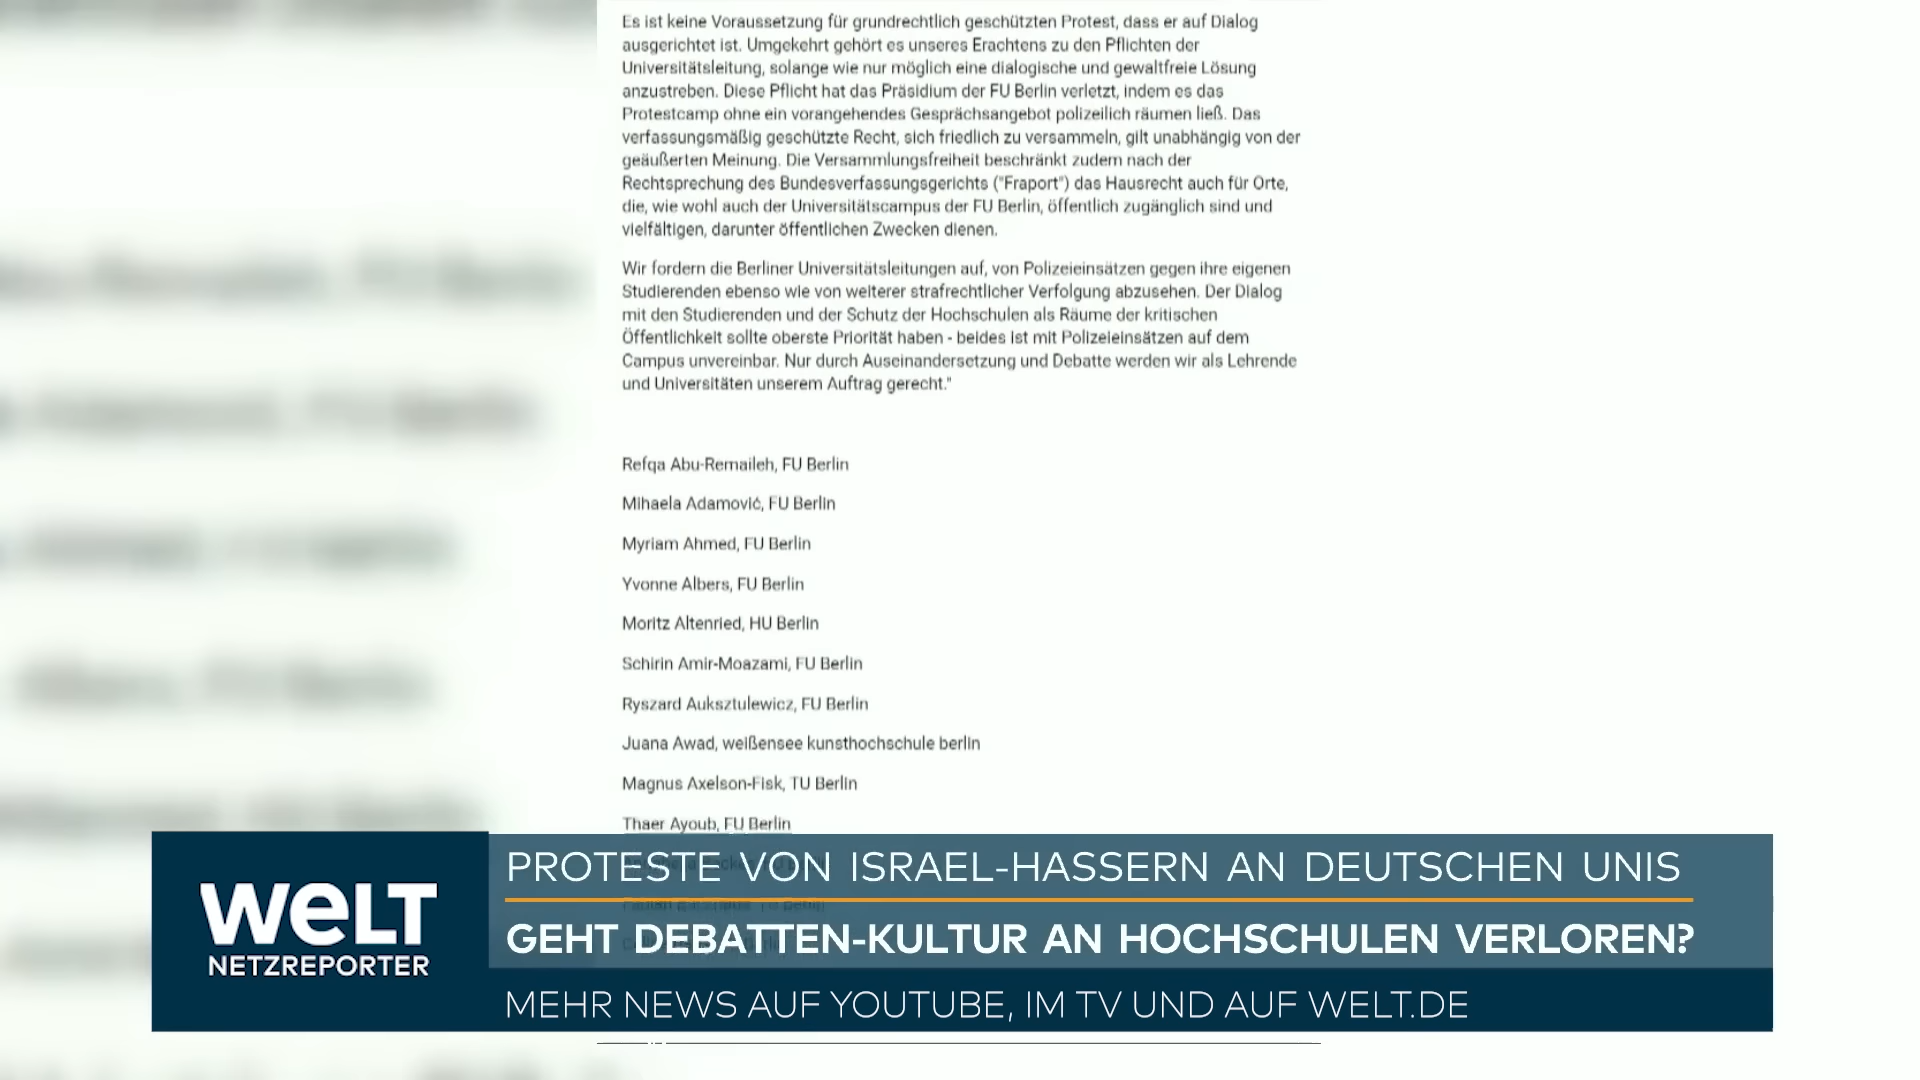 Es ist keine Voraussetzung für grundrechtlich geschützten Protest, dass er auf Dialog
ausgerichtet ist. Umgekehrt gehört es unseres Erachtens zu den Pflichten der
Universitätsleitung, solange wie nur möglich eine dialogische und gewaltfreie Lösung
anzustreben. Diese Pflicht hat das Präsidium der FU Berlin verletzt, indem es das
Protestcamp ohne ein vorangehendes Gesprächsangebot polizeilich räumen ließ. Das
verfassungsmäßig geschützte Recht, sich friedlich zu versammeln, gilt unabhängig von der
geäußerten Meinung. Die Versammlungsfreiheit beschränkt zudem nach der
Rechtsprechung des Bundesverfassungsgerichts ("Fraport") das Hausrecht auch für Orte,
die, wie wohl auch der Universitätscampus der FU Berlin, öffentlich zugänglich sind und
vielfältigen, darunter öffentlichen Zwecken dienen.
Wir fordern die Berliner Universitätsleitungen auf, von Polizeieinsätzen gegen ihre eigenen
Studierenden ebenso wie von weiterer strafrechtlicher Verfolgung abzusehen. Der Dialog
mit den Studierenden und der Schutz der Hochschulen als Räume der kritischen
Öffentlichkeit sollte oberste Priorität haben - beides ist mit Polizeieinsätzen auf dem
Campus unvereinbar. Nur durch Auseinandersetzung und Debatte werden wir als Lehrende
und Universitäten unserem Auftrag gerecht."
Refqa Abu-Remaileh, FU Berlin
Mihaela Adamović, FU Berlin
Myriam Ahmed, FU Berlin
Yvonne Albers, FU Berlin
Moritz Altenried, HU Berlin
Schirin Amir-Moazami, FU Berlin
Ryszard Auksztulewicz, FU Berlin
Juana Awad, weißensee kunsthochschule berlin
Magnus Axelson-Fisk, TU Berlin
Thaer Ayoub, FU Berlin
PROTESTE VON ISRAEL-HASSERN AN DEUTSCHEN UNIS
GEHT DEBATTEN-KULTUR AN HOCHSCHULEN VERLOREN?
WELT
NETZREPORTER
MEHR NEWS AUF YOUTUBE, IM TV UND AUF WELT.DE